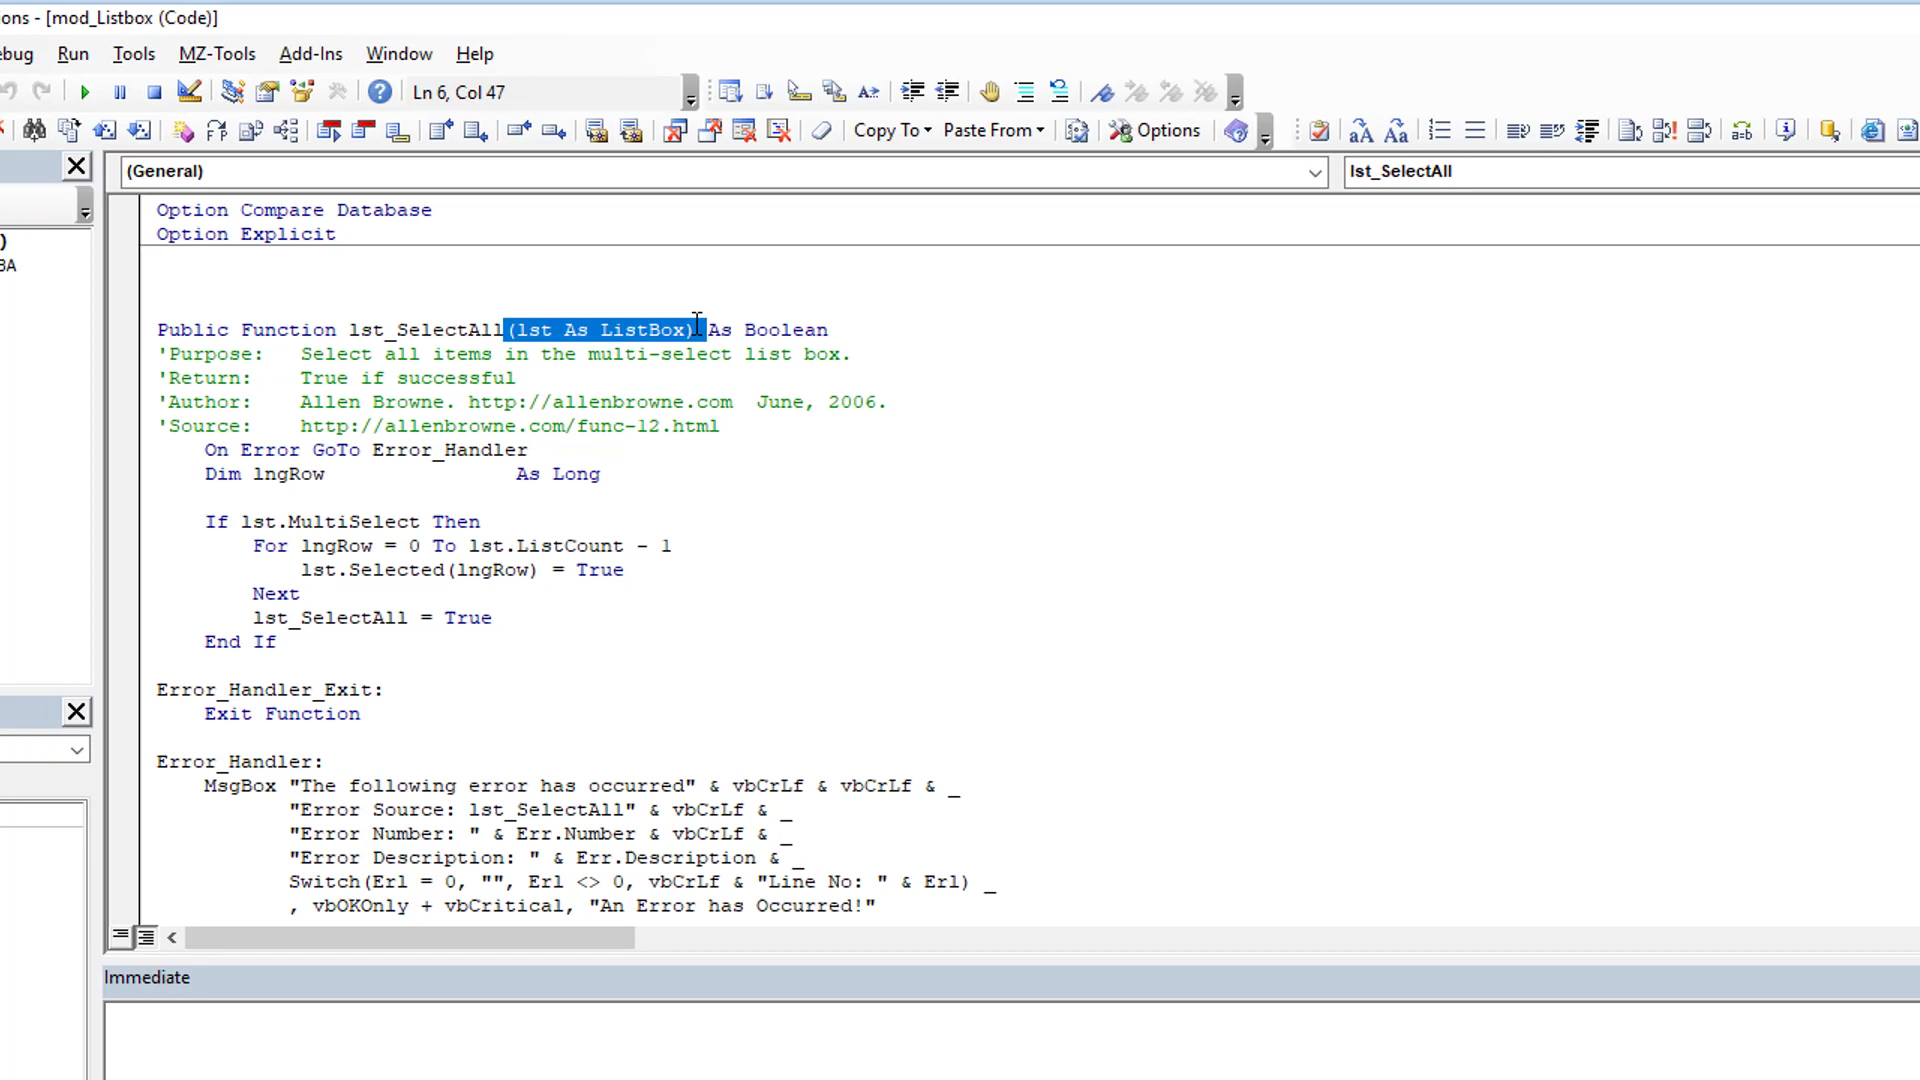 ons - [mod_Listbox (Code)]
ebug Run Tools MZ-Tools Add-Ins Window Help
Ln 6, Col 47
Copy To Paste From Options
(General) lst_SelectAll
)
BA
Option Compare Database
Option Explicit
Public Function lst_SelectAll(lst As ListBox) As Boolean
'Purpose: Select all items in the multi-select list box.
'Return: True if successful
'Author: Allen Browne. http://allenbrowne.com June, 2006.
'Source: http://allenbrowne.com/func-12.html
On Error GoTo Error_Handler
Dim lngRow As Long
If lst.MultiSelect Then
For lngRow = 0 To lst.ListCount - 1
lst.Selected(lngRow) = True
Next
lst_SelectAll = True
End If
Error_Handler_Exit:
Exit Function
Error_Handler:
MsgBox "The following error has occurred" & vbCrLf & vbCrLf & _
"Error Source: lst_SelectAll" & vbCrLf & _
"Error Number: " & Err.Number & vbCrLf & _
"Error Description: " & Err.Description & _
Switch(Erl = 0, "", Erl <> 0, vbCrLf & "Line No: " & Erl) _
, vbOKOnly + vbCritical, "An Error has Occurred!"
Immediate